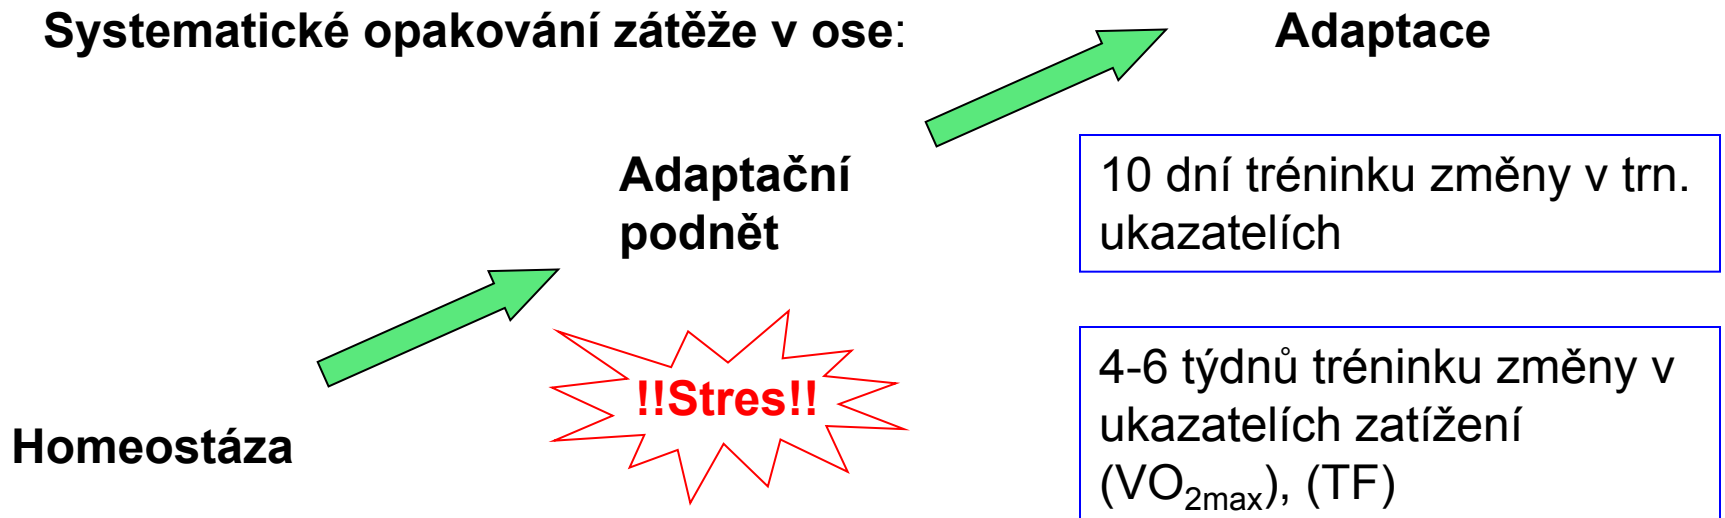 Systematické opakování zátěže v ose:
Adaptace
Adaptační
podnět
10 dní tréninku změny v trn.
ukazatelích
!!Stres!!
Homeostáza
4-6 týdnů tréninku změny v
ukazatelích zatížení
(VO2max), (TF)